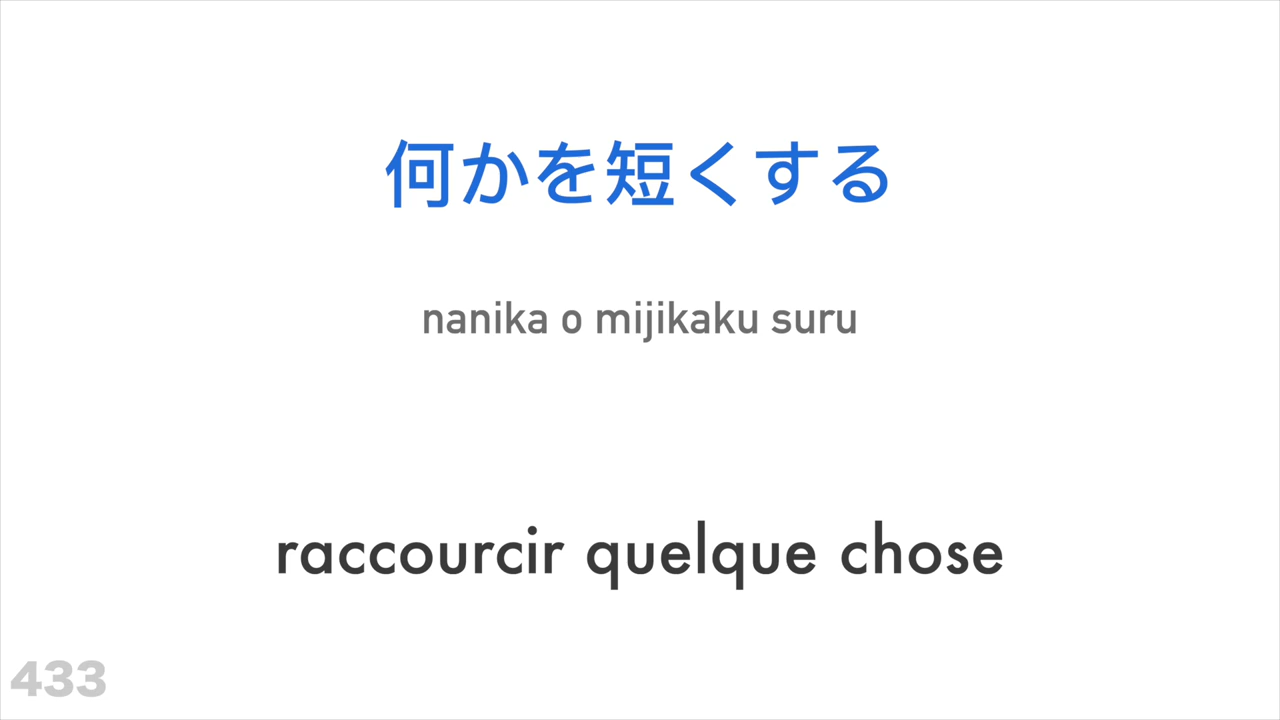 何かを短くする
nanika o mijikaku suru
raccourcir quelque chose
433